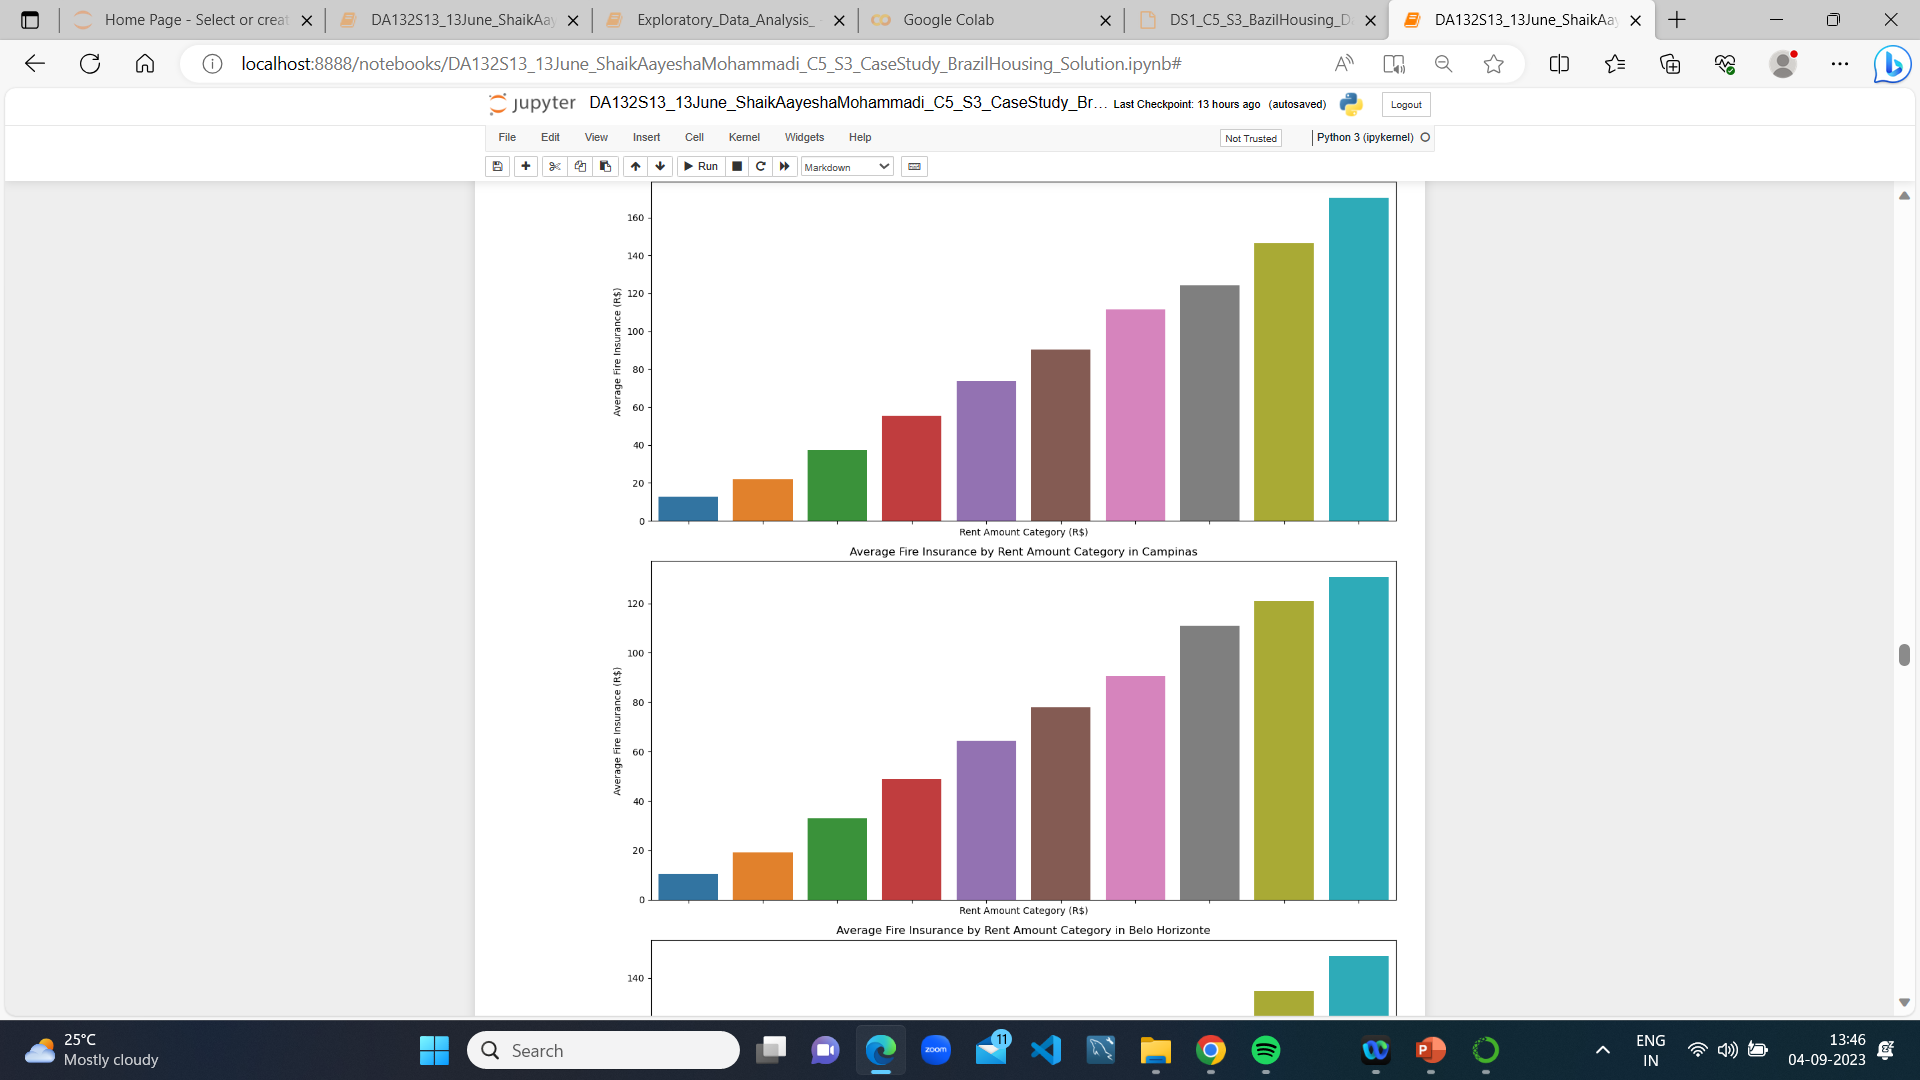 Home Page - Select or creat
DA132S13_13June_ShaikAay
Exploratory_Data_Analysis_
Google Colab
DS1_C5_S3_BazilHousing_D
DA132S13_13June_ShaikAay
localhost:8888/notebooks/DA132S13_13June_ShaikAayeshaMohammadi_C5_S3_CaseStudy_BrazilHousing_Solution.ipynb#
jupyter DA132S13_13June_ShaikAayeshaMohammadi_C5_S3_CaseStudy_Br... Last Checkpoint: 13 hours ago (autosaved) Logout
File Edit View Insert Cell Kernel Widgets Help Not Trusted Python 3 (ipykernel)
Run Markdown
160
140
120
100
80
60
40
20
0
Average Fire Insurance (R$)
Rent Amount Category (R$)
Average Fire Insurance by Rent Amount Category in Campinas
120
100
80
60
40
20
0
Average Fire Insurance (R$)
Rent Amount Category (R$)
Average Fire Insurance by Rent Amount Category in Belo Horizonte
140
25°C
Mostly cloudy
Search
zoom
11
ENG
IN
13:46
04-09-2023